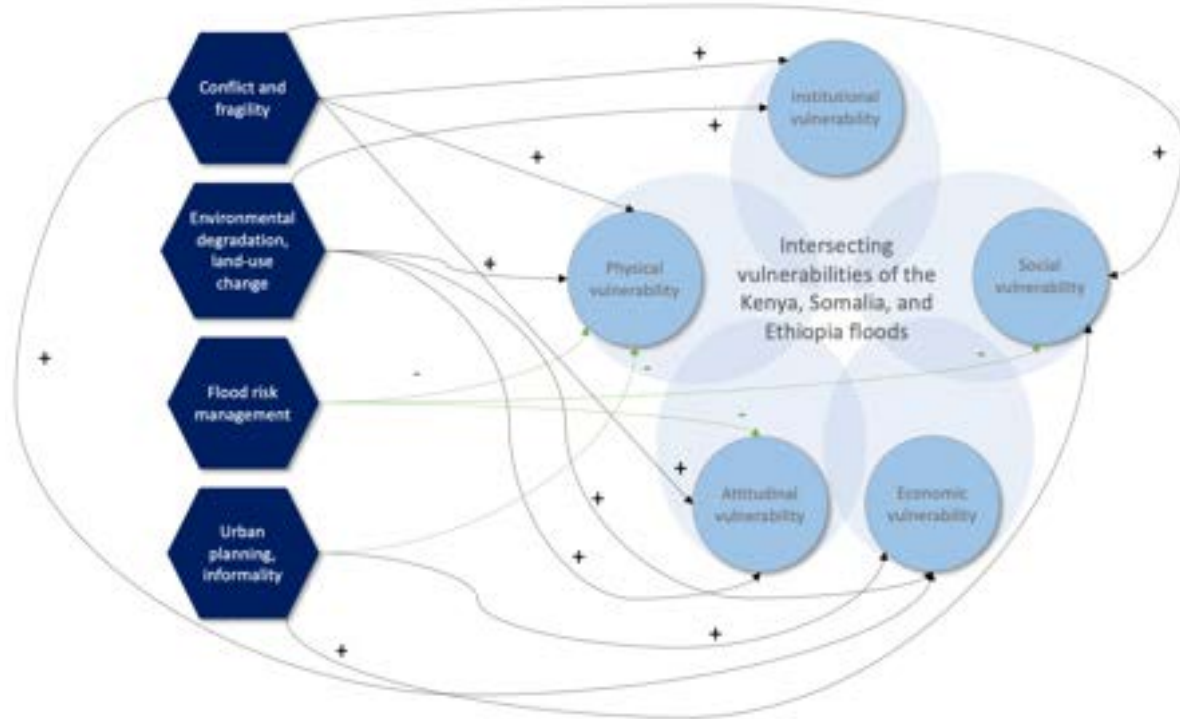 Conflict and
fragility
Environmental
degradation,
land-use
change
Flood risk
management
Urban
planning,
informality
Institutional
vulnerability
Physical
vulnerability
Intersecting
vulnerabilities of the
Kenya, Somalia, and
Ethiopia floods
Social
vulnerability
Attitudinal
vulnerability
Economic
vulnerability
+
+
+
+
+
+
-
-
-
-
+
+
+
+
+